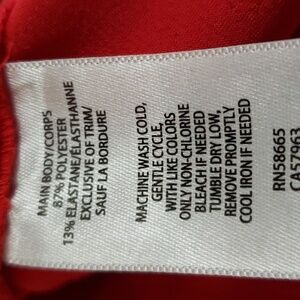 MAIN BODY/CORPS
87% POLYESTER
13% ELASTANE/ÉLASTHANNE
EXCLUSIVE OF TRIM/
SAUF LA BORDURE
MACHINE WASH COLD,
GENTLE CYCLE,
WITH LIKE COLORS
ONLY NON-CHLORINE
BLEACH IF NEEDED
TUMBLE DRY LOW,
REMOVE PROMPTLY
COOL IRON IF NEEDED
RN58665
CA57963